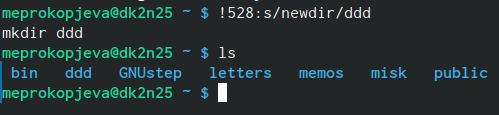 meprokopjeva@dk2n25 ~ $ !528:s/newdir/ddd
mkdir ddd
meprokopjeva@dk2n25 ~ $ ls
bin  ddd  GNUstep  letters  memos  misk  public
meprokopjeva@dk2n25 ~ $